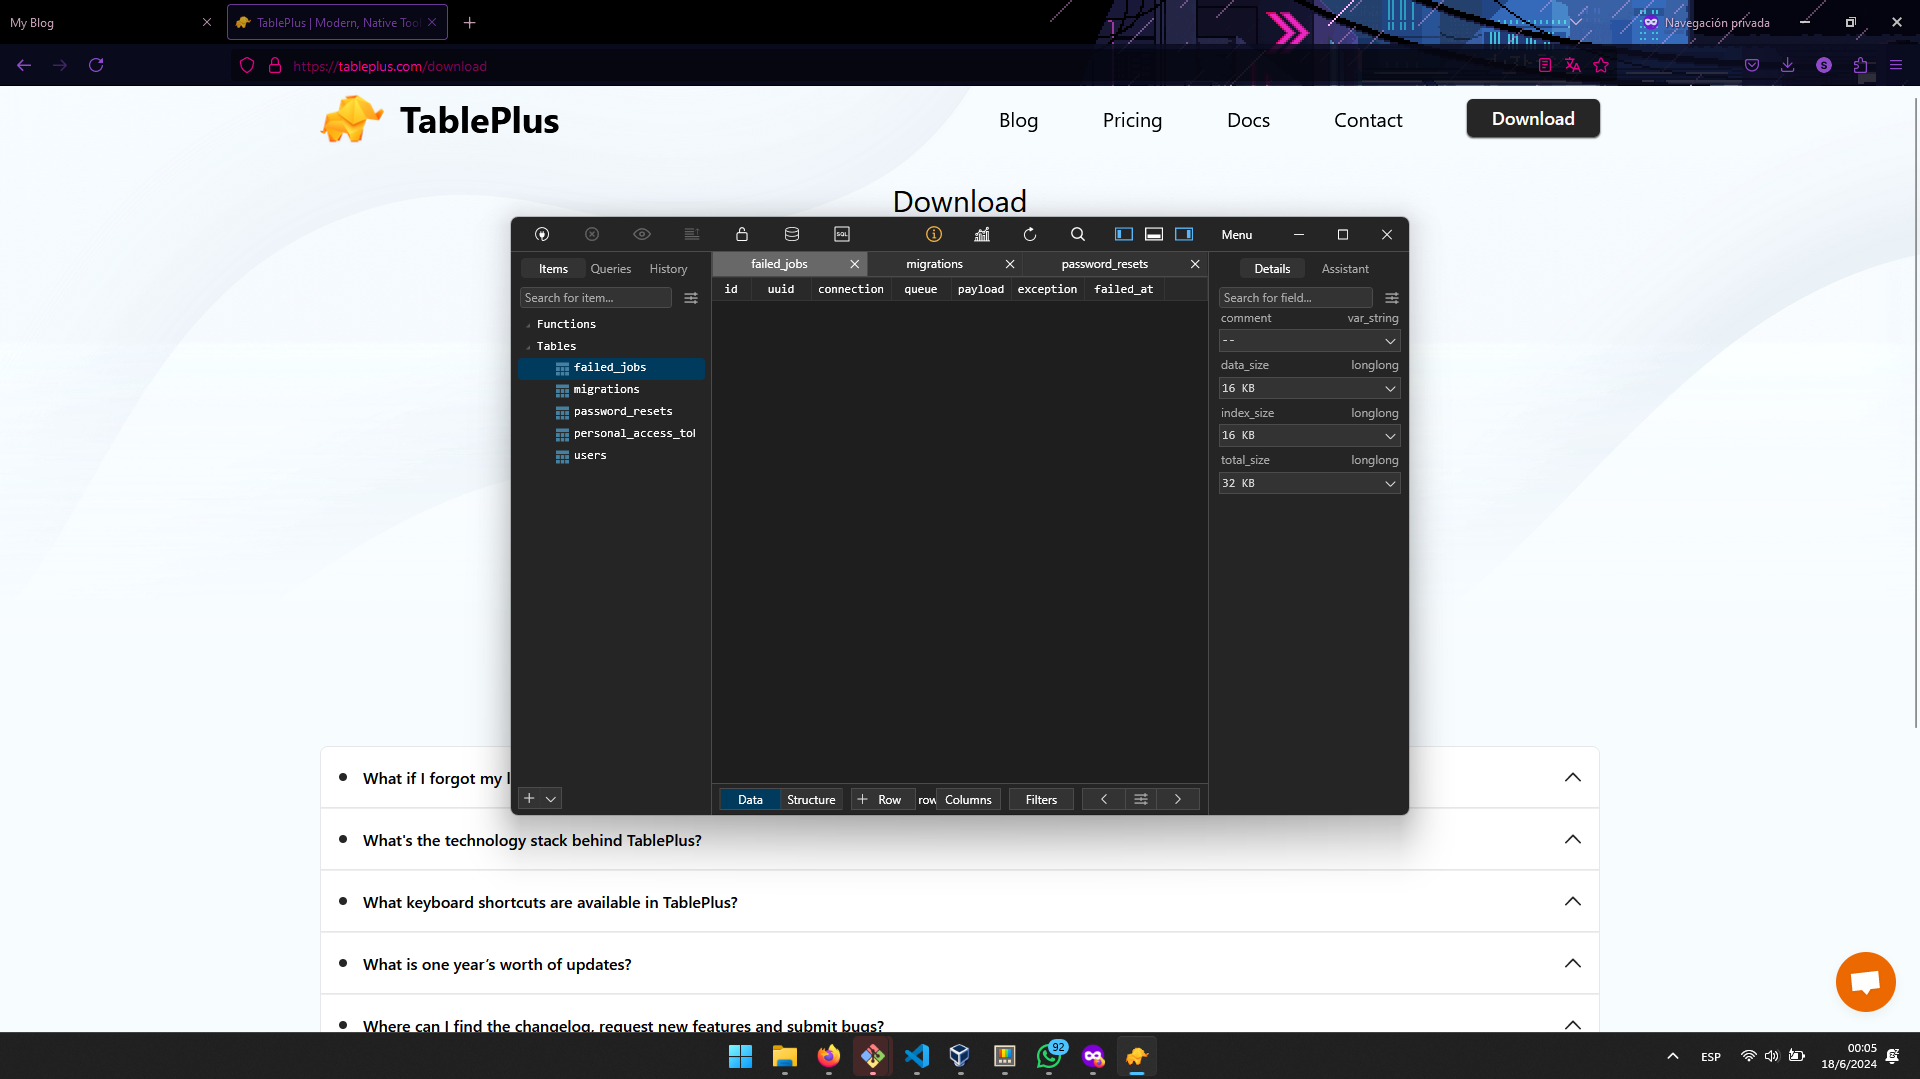 My Blog
TablePlus | Modern, Native Tool
Navegación privada
https://tableplus.com/download
TablePlus
Blog
Pricing
Docs
Contact
Download
Download
SQL
Menu
Items
Queries
History
failed_jobs
migrations
password_resets
Details
Assistant
Search for item...
id
uuid
connection
queue
payload
exception
failed_at
Search for field...
Functions
Tables
failed_jobs
migrations
password_resets
personal_access_tok
users
comment
var_string
--
data_size
longlong
16 KB
index_size
longlong
16 KB
total_size
longlong
32 KB
Data
Structure
Row
row
Columns
Filters
What if I forgot my l
What's the technology stack behind TablePlus?
What keyboard shortcuts are available in TablePlus?
What is one year’s worth of updates?
Where can I find the changelog, request new features and submit bugs?
92
ESP
00:05
18/6/2024